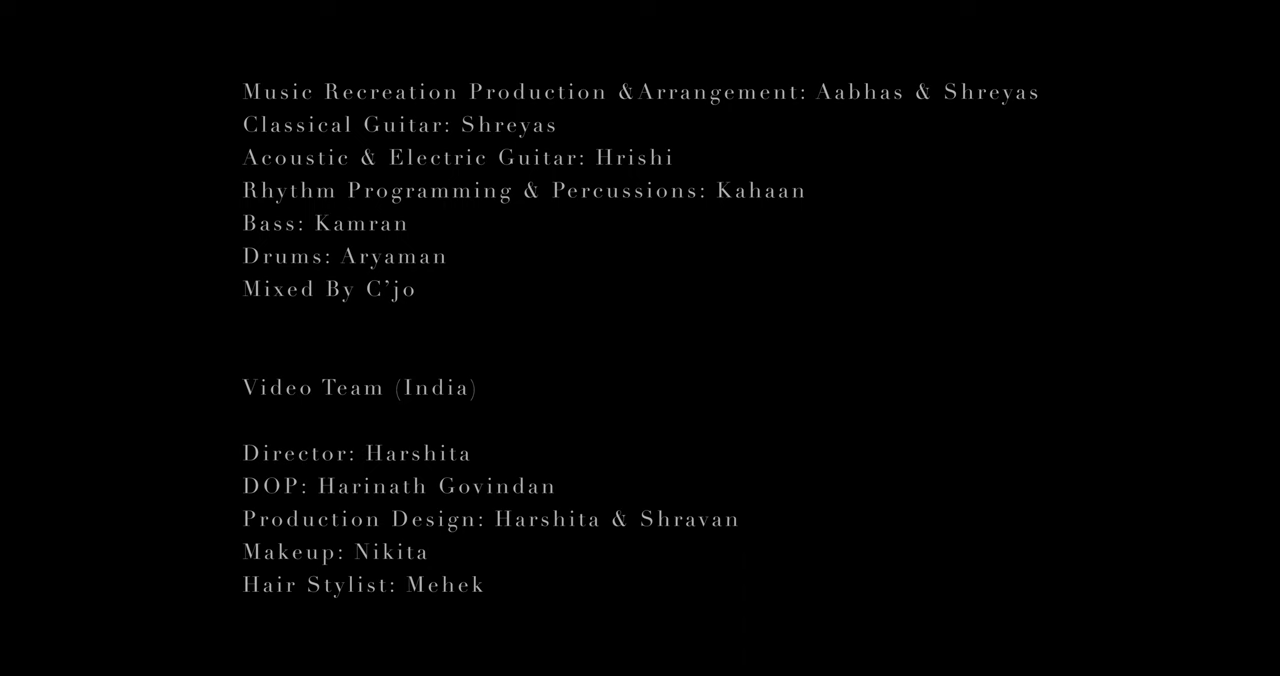 Music Recreation Production &Arrangement: Aabhas & Shreyas
Classical Guitar: Shreyas
Acoustic & Electric Guitar: Hrishi
Rhythm Programming & Percussions: Kahaan
Bass: Kamran
Drums: Aryaman
Mixed By C’jo
Video Team (India)
Director: Harshita
DOP: Harinath Govindan
Production Design: Harshita & Shravan
Makeup: Nikita
Hair Stylist: Mehek